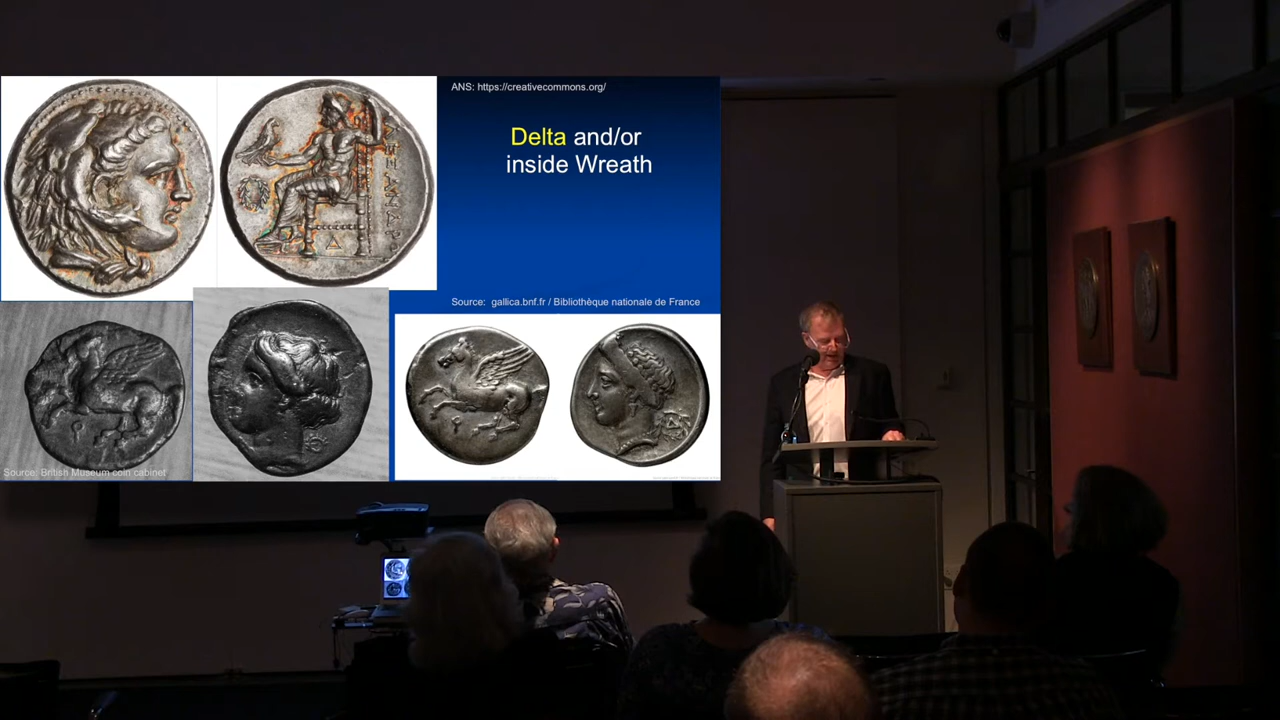 ANS: https://creativecommons.org/
Delta and/or
inside Wreath
Source: gallica.bnf.fr / Bibliothèque nationale de France
Source: British Museum coin cabinet
Δ